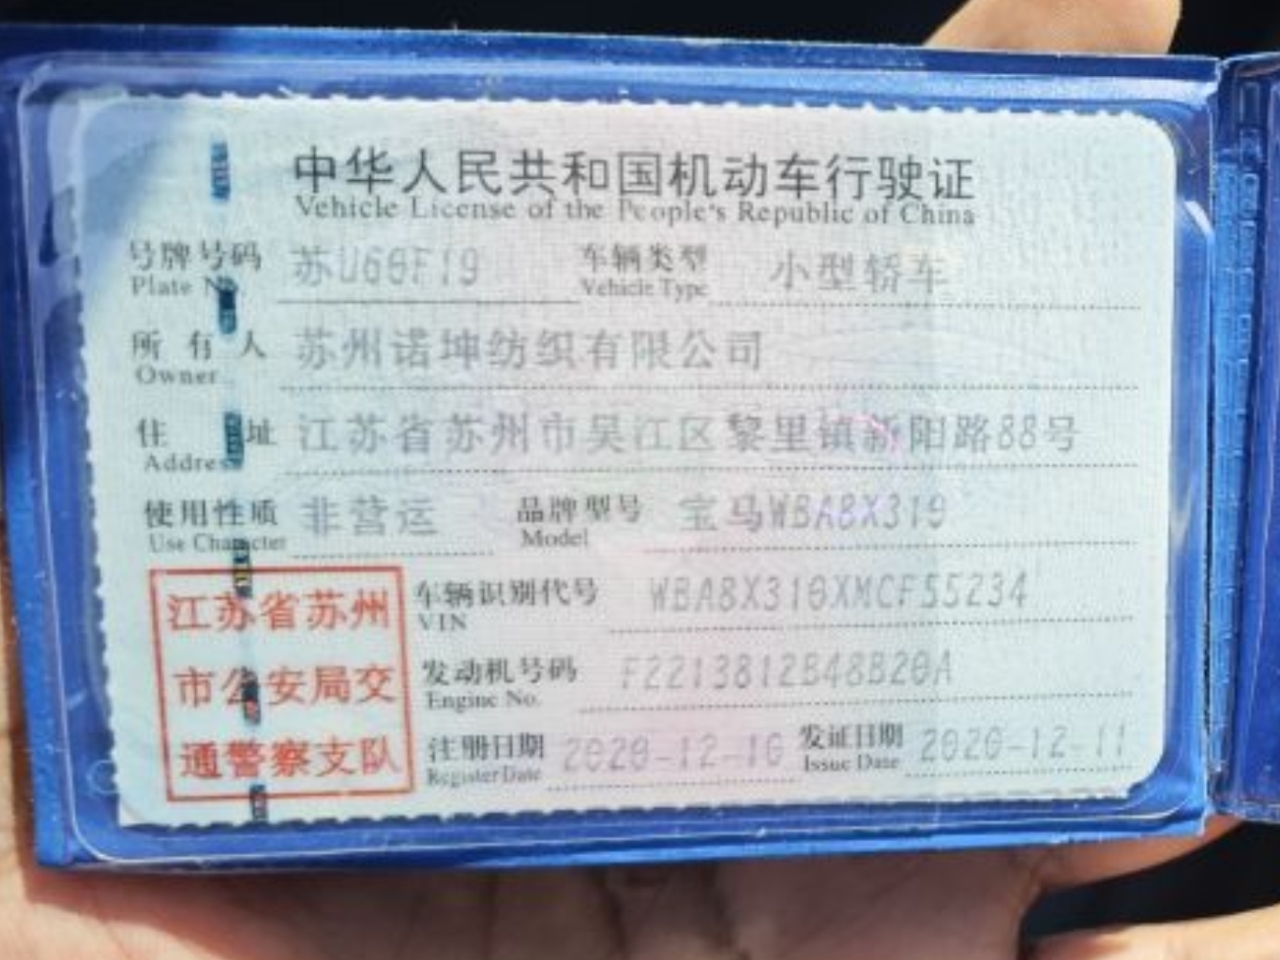 中华人民共和国机动车行驶证
Vehicle License of the People's Republic of China
号牌号码 苏U60F19 车辆类型 小型轿车
Plate No. Vehicle Type
所有人 苏州诺坤纺织有限公司
Owner
住址 江苏省苏州市吴江区黎里镇新阳路88号
Address
使用性质 非营运 品牌型号 宝马WBA8X319
Use Character Model
江苏省苏州
市公安局交
通警察支队
车辆识别代号 WBA8X310XMCF55234
VIN
发动机号码 F2213812B48B20A
Engine No.
注册日期 2020-12-10 发证日期 2020-12-11
Register Date Issue Date